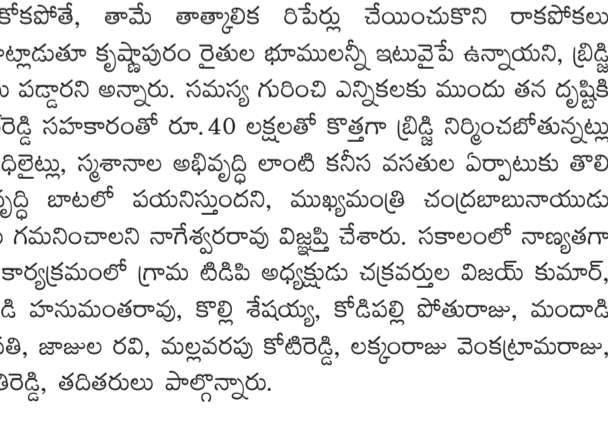 కోకపోతే, తామే తాత్కాలిక రిపేర్లు చేయించుకొని రాకపోకలు
ట్లాడుతూ కృష్ణాపురం రైతుల భూములన్నీ ఇటువైపే ఉన్నాయని, బ్రిడ్జి
పడ్డారని అన్నారు. సమస్య గురించి ఎన్నికలకు ముందు తన దృష్టికి
రెడ్డి సహకారంతో రూ.40 లక్షలతో కొత్తగా బ్రిడ్జి నిర్మించబోతున్నట్లు
ధిలైట్లు, స్మశానాల అభివృద్ధి లాంటి కనీస వసతుల ఏర్పాటుకు తొలి
వృద్ధి బాటలో పయనిస్తుందని, ముఖ్యమంత్రి చంద్రబాబునాయుడు
గమనించాలని నాగేశ్వరరావు విజ్ఞప్తి చేశారు. సకాలంలో నాణ్యతగా
కార్యక్రమంలో గ్రామ టిడిపి అధ్యక్షుడు చక్రవర్తుల విజయ్ కుమార్,
డి హనుమంతరావు, కొల్లి శేషయ్య, కోడిపల్లి పోతురాజు, మందాడి
పతి, జాజుల రవి, మల్లవరపు కోటిరెడ్డి, లక్కంరాజు వెంకట్రామరాజు,
తిరెడ్డి, తదితరులు పాల్గొన్నారు.